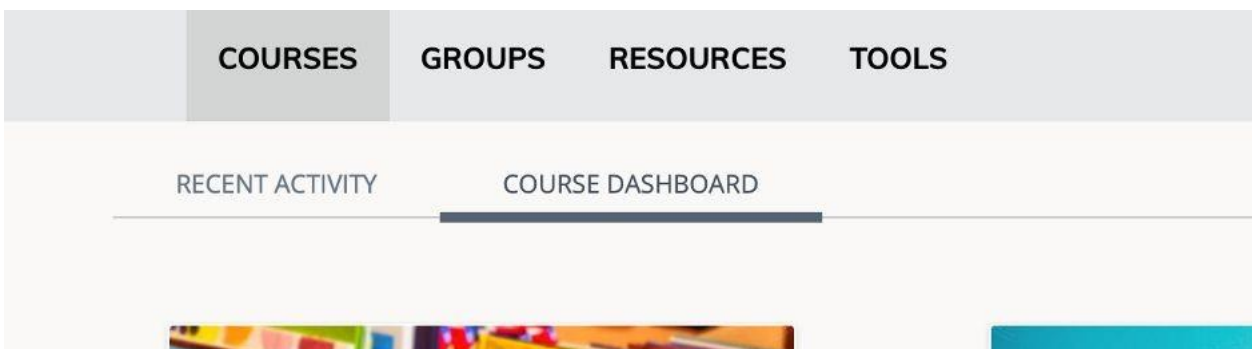 COURSES GROUPS RESOURCES TOOLS
RECENT ACTIVITY COURSE DASHBOARD